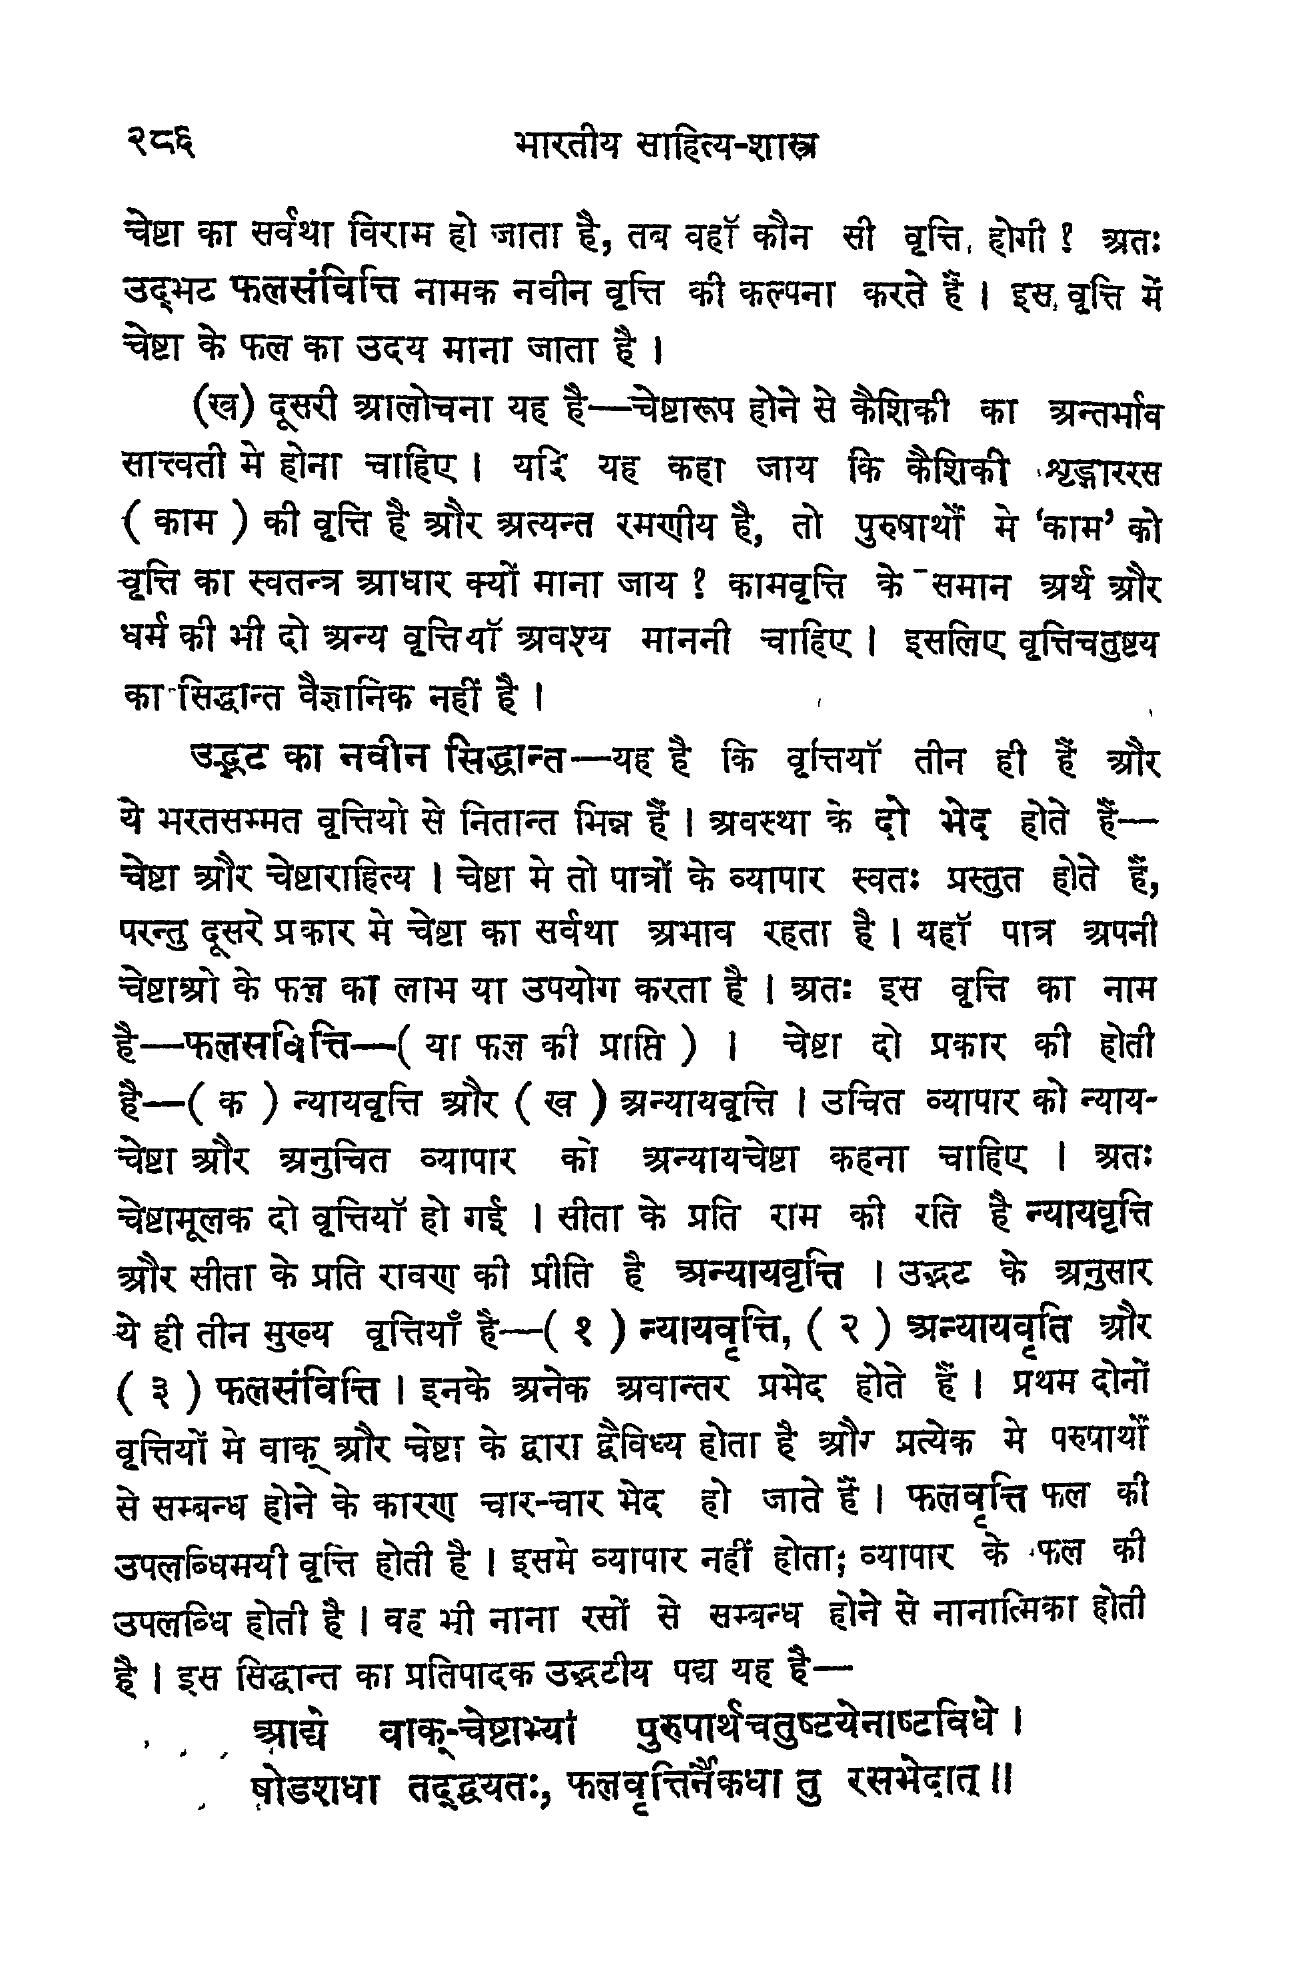 २८६ भारतीय साहित्य-शास्त्र
चेष्टा का सर्वथा विराम हो जाता है, तब वहॉ कौन सी वृत्ति होगी ? अतः
उद्‌भट फलसंवित्ति नामक नवीन वृत्ति की कल्पना करते हैं । इस वृत्ति में
चेष्टा के फल का उदय माना जाता है ।
(ख) दूसरी आलोचना यह है—चेष्टारूप होने से कैशिकी का अन्तर्भाव
सात्त्वती मे होना चाहिए । यदि यह कहा जाय कि कैशिकी शृङ्गाररस
( काम ) की वृत्ति है और अत्यन्त रमणीय है, तो पुरुषार्थों मे ‘काम’ को
वृत्ति का स्वतन्त्र आधार क्यों माना जाय ? कामवृत्ति के समान अर्थ और
धर्म की भी दो अन्य वृत्तियॉ अवश्य माननी चाहिए । इसलिए वृत्तिचतुष्टय
का सिद्धान्त वैज्ञानिक नहीं है ।
उद्भट का नवीन सिद्धान्त—यह है कि वृत्तियॉ तीन ही हैं और
ये भरतसम्मत वृत्तियो से नितान्त भिन्न हैं । अवस्था के दो भेद होते हैं—
चेष्टा और चेष्टाराहित्य । चेष्टा मे तो पात्रों के व्यापार स्वतः प्रस्तुत होते हैं,
परन्तु दूसरे प्रकार मे चेष्टा का सर्वथा अभाव रहता है । यहॉ पात्र अपनी
चेष्टाओ के फल का लाभ या उपयोग करता है । अतः इस वृत्ति का नाम
है—फलसवित्ति—( या फल की प्राप्ति ) । चेष्टा दो प्रकार की होती
है—( क ) न्यायवृत्ति और ( ख ) अन्यायवृत्ति । उचित व्यापार को न्याय-
चेष्टा और अनुचित व्यापार को अन्यायचेष्टा कहना चाहिए । अतः
चेष्टामूलक दो वृत्तियॉ हो गई । सीता के प्रति राम की रति है न्यायवृत्ति
और सीता के प्रति रावण की प्रीति है अन्यायवृत्ति । उद्भट के अनुसार
ये ही तीन मुख्य वृत्तियाँ है—( १ ) न्यायवृत्ति, ( २ ) अन्यायवृति और
( ३ ) फलसंवित्ति । इनके अनेक अवान्तर प्रभेद होते हैं । प्रथम दोनों
वृत्तियों मे वाक् और चेष्टा के द्वारा द्वैविध्य होता है और प्रत्येक मे परुषार्थों
से सम्बन्ध होने के कारण चार-चार भेद हो जाते हैं । फलवृत्ति फल की
उपलब्धिमयी वृत्ति होती है । इसमे व्यापार नहीं होता; व्यापार के फल की
उपलब्धि होती है । वह भी नाना रसों से सम्बन्ध होने से नानात्मिका होती
है । इस सिद्धान्त का प्रतिपादक उद्भटीय पद्य यह है—
आद्ये वाक्-चेष्टाभ्यां पुरुषार्थचतुष्टयेनाष्टविधे ।
षोडशधा तद्‌द्वयतः, फलवृत्तिर्नैकधा तु रसभेदात् ॥